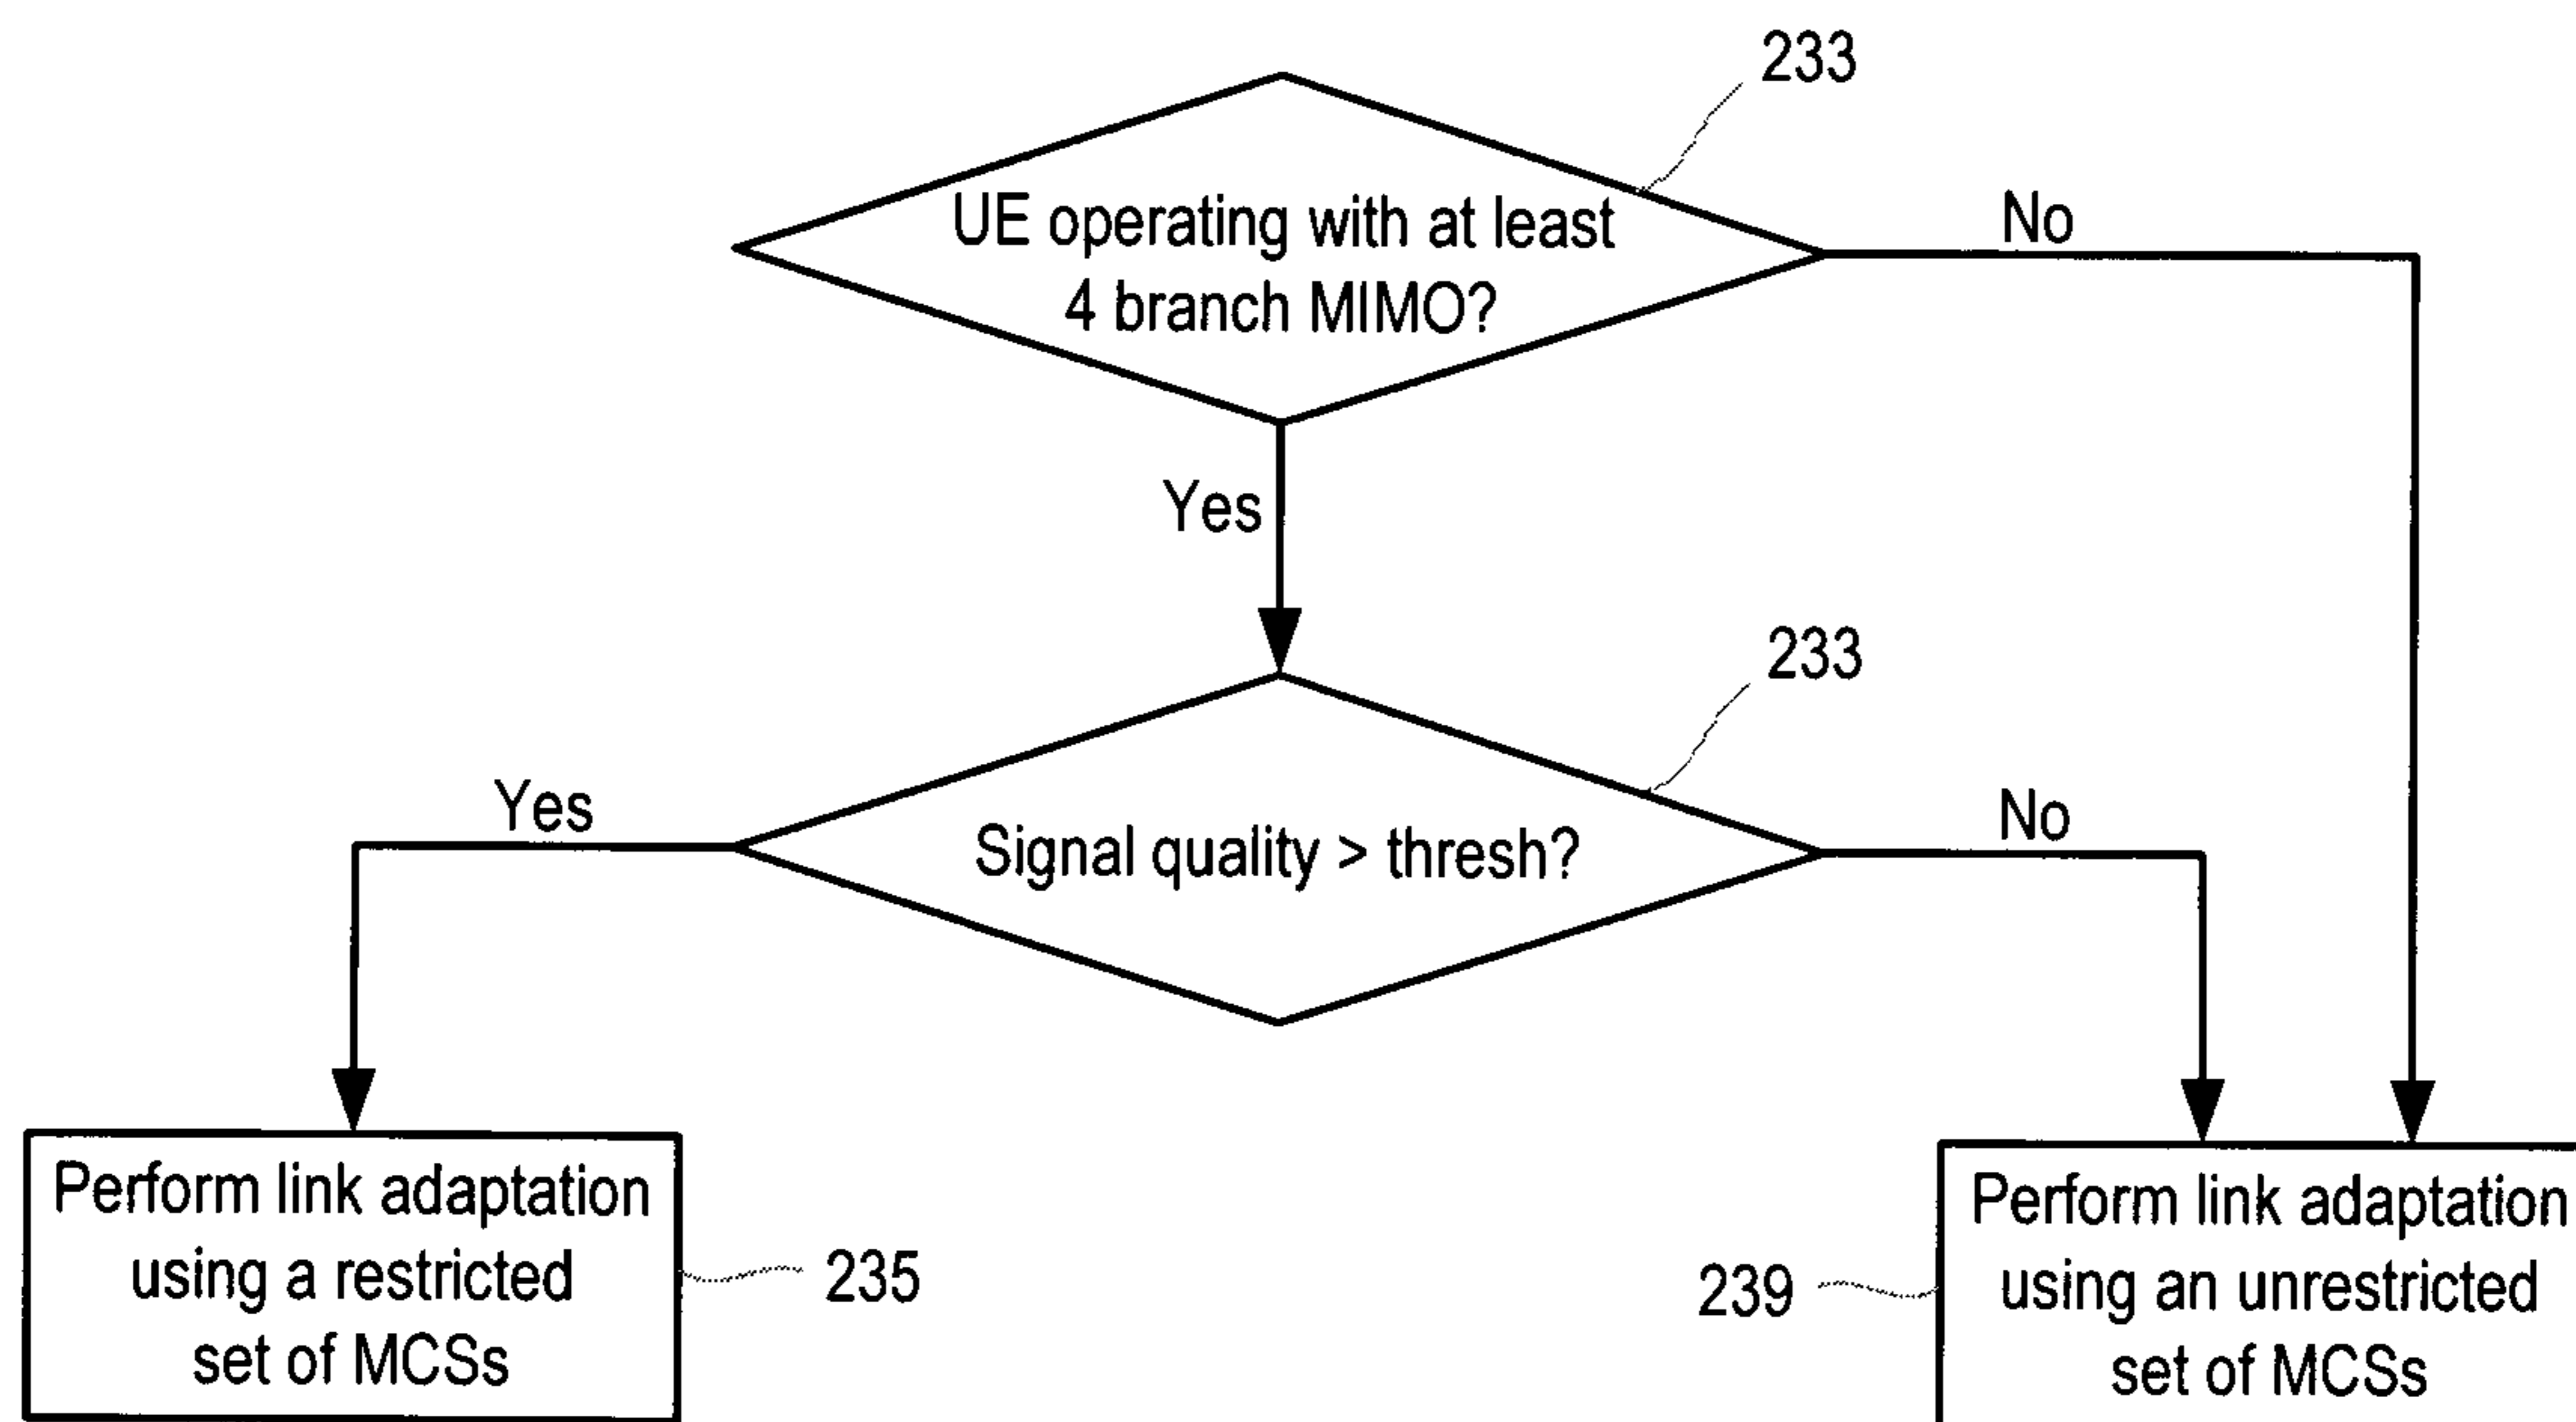 233
UE operating with at least
4 branch MIMO?
No
Yes
233
Signal quality > thresh?
Yes
No
Perform link adaptation
using a restricted
set of MCSs
235
239
Perform link adaptation
using an unrestricted
set of MCSs